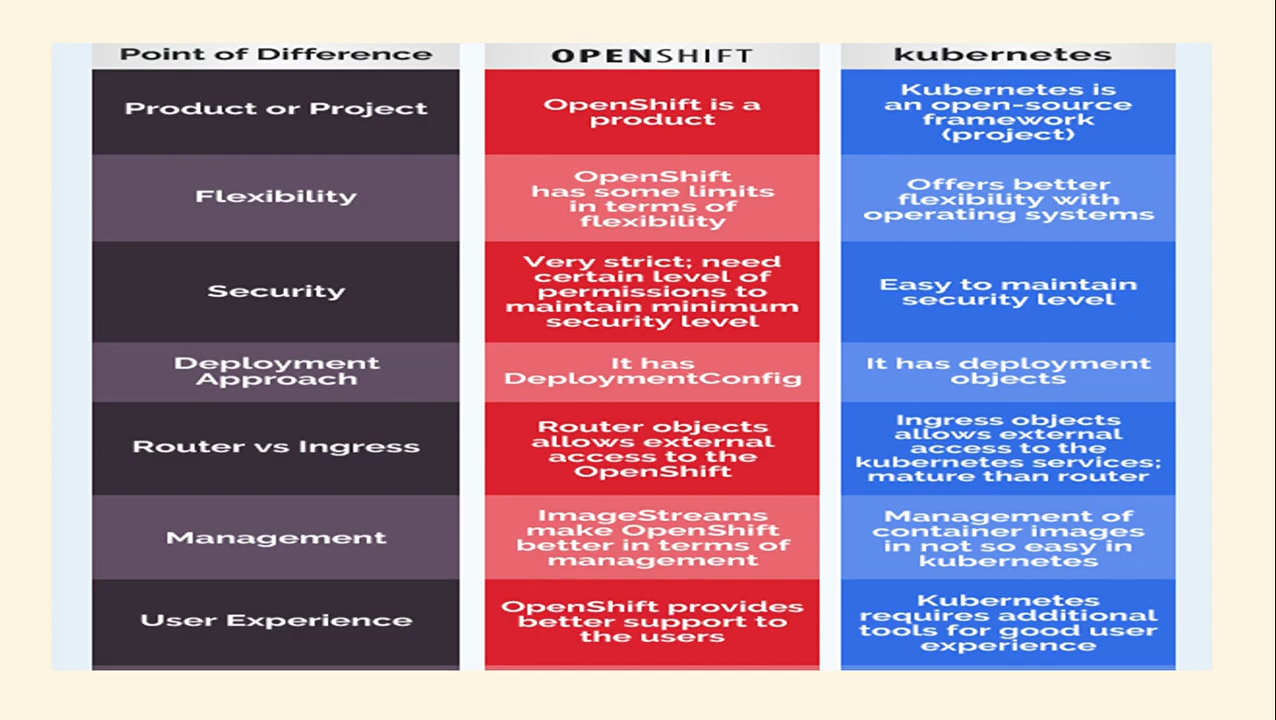 Point of Difference
OPENSHIFT
kubernetes
Product or Project
OpenShift is a
product
Kubernetes is
an open-source
framework
(project)
Flexibility
OpenShift
has some limits
in terms of
flexibility
Offers better
flexibility with
operating systems
Security
Very strict; need
certain level of
permissions to
maintain minimum
security level
Easy to maintain
security level
Deployment
Approach
It has
DeploymentConfig
It has deployment
objects
Router vs Ingress
Router objects
allows external
access to the
OpenShift
Ingress objects
allows external
access to the
kubernetes services;
mature than router
Management
ImageStreams
make OpenShift
better in terms of
management
Management of
container images
in not so easy in
kubernetes
User Experience
OpenShift provides
better support to
the users
Kubernetes
requires additional
tools for good user
experience